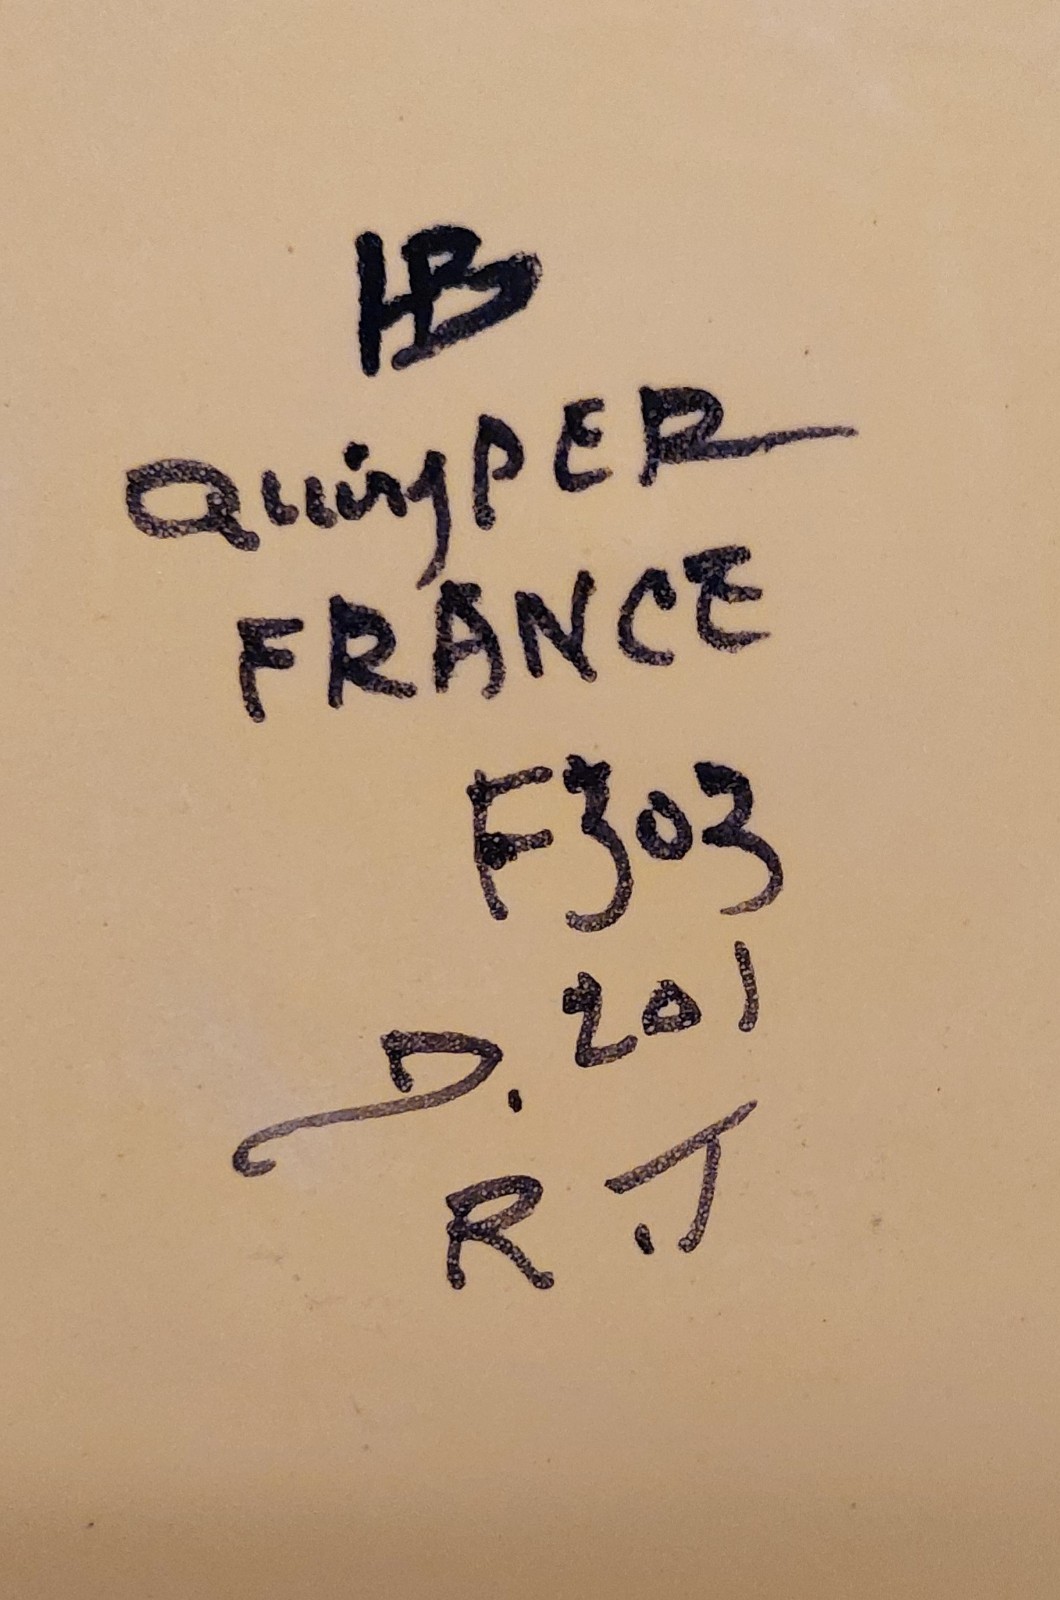 HB
QuimPER
FRANCE
F303
D. 201
R.J